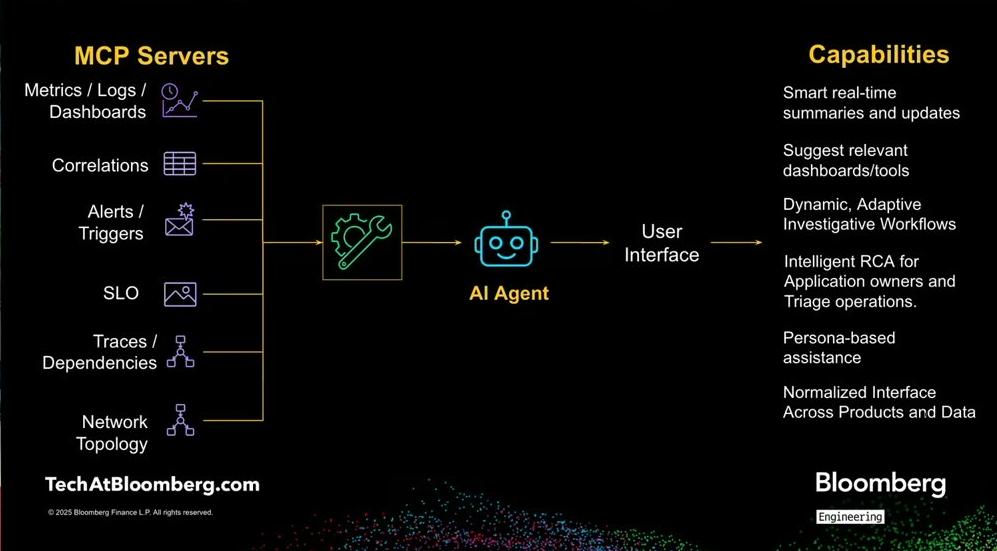 MCP Servers
Metrics / Logs /
Dashboards
Correlations
Alerts /
Triggers
SLO
Traces /
Dependencies
Network
Topology
AI Agent
User
Interface
Capabilities
Smart real-time
summaries and updates
Suggest relevant
dashboards/tools
Dynamic, Adaptive
Investigative Workflows
Intelligent RCA for
Application owners and
Triage operations.
Persona-based
assistance
Normalized Interface
Across Products and Data
TechAtBloomberg.com
© 2025 Bloomberg Finance L.P. All rights reserved.
Bloomberg
Engineering